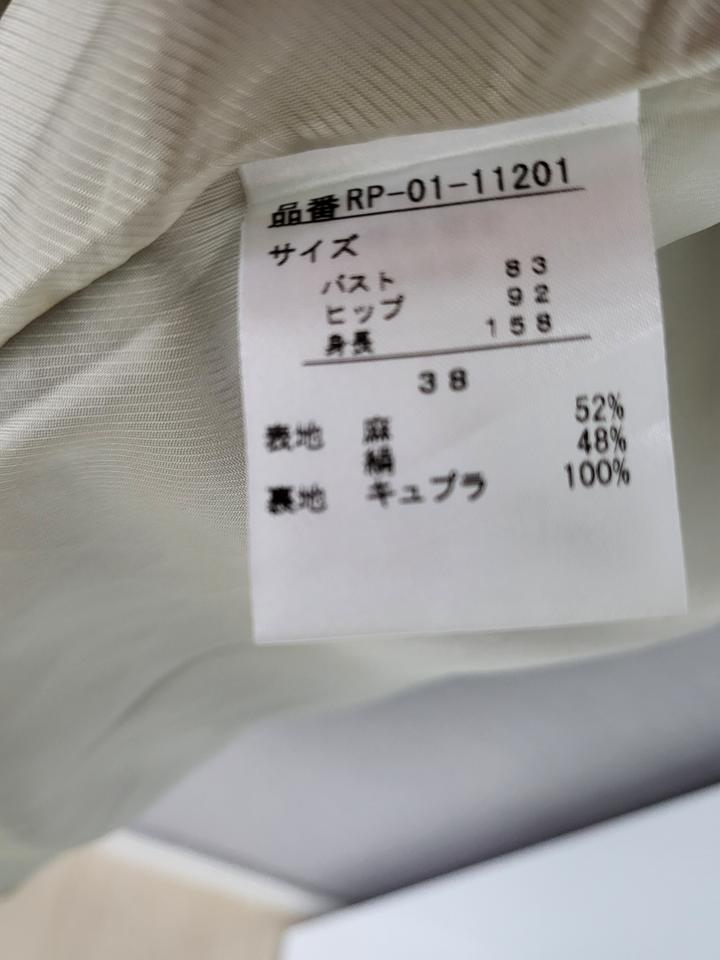 品番RP-01-11201
サイズ
バスト 83
ヒップ 92
身長 158
38
表地 麻 52%
絹 48%
裏地 キュプラ 100%